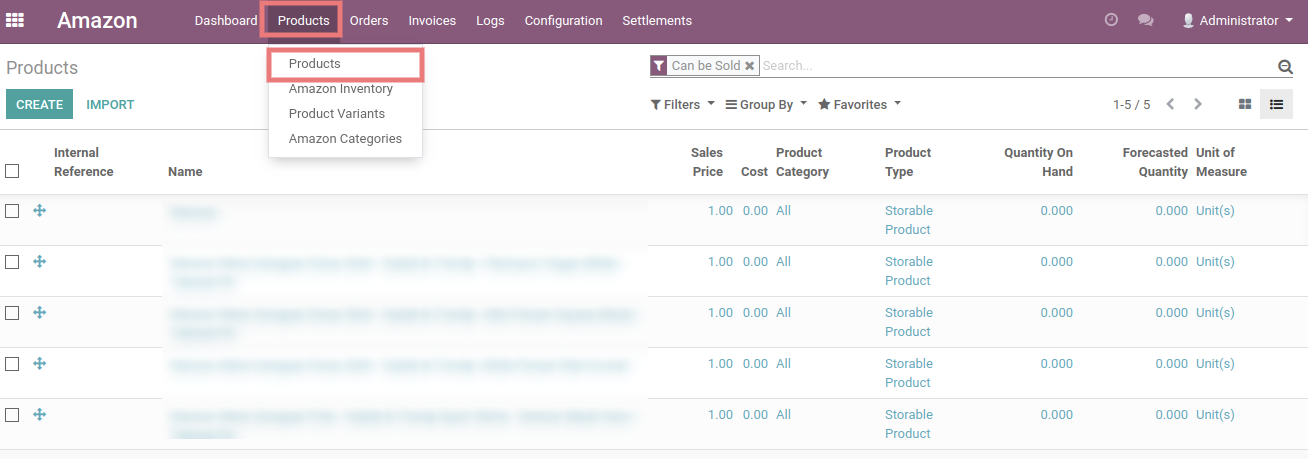 Amazon Dashboard Products Orders Invoices Logs Configuration Settlements Administrator
Products
Amazon Inventory
Product Variants
Amazon Categories
Products
Can be Sold Search...
CREATE IMPORT
Filters Group By Favorites 1-5 / 5
Internal Reference Name Sales Price Cost Product Category Product Type Quantity On Hand Forecasted Quantity Unit of Measure
1.00 0.00 All Storable Product 0.000 0.000 Unit(s)
1.00 0.00 All Storable Product 0.000 0.000 Unit(s)
1.00 0.00 All Storable Product 0.000 0.000 Unit(s)
1.00 0.00 All Storable Product 0.000 0.000 Unit(s)
1.00 0.00 All Storable Product 0.000 0.000 Unit(s)